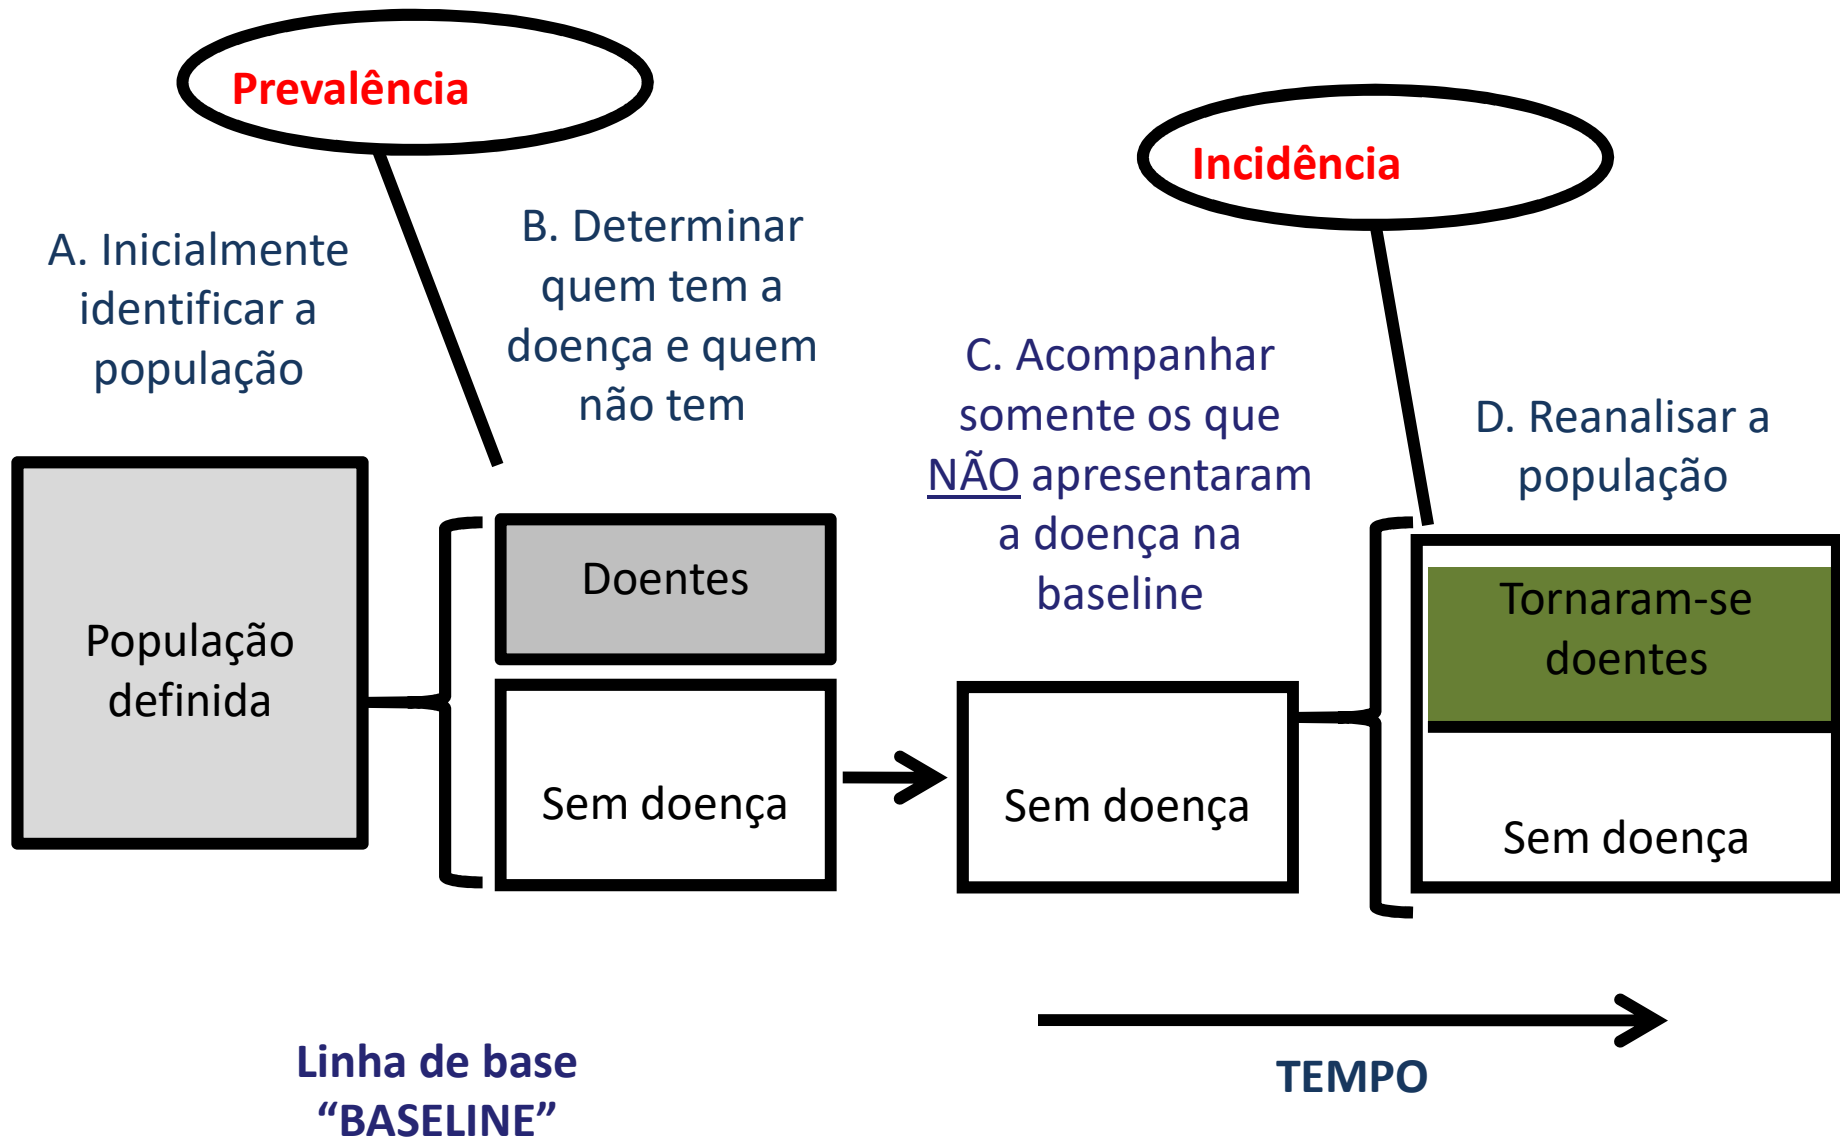 Prevalência
Incidência
A. Inicialmente
identificar a
população
B. Determinar
quem tem a
doença e quem
não tem
C. Acompanhar
somente os que
NÃO apresentaram
a doença na
baseline
D. Reanalisar a
população
População
definida
Doentes
Sem doença
Sem doença
Tornaram-se
doentes
Sem doença
Linha de base
“BASELINE”
TEMPO